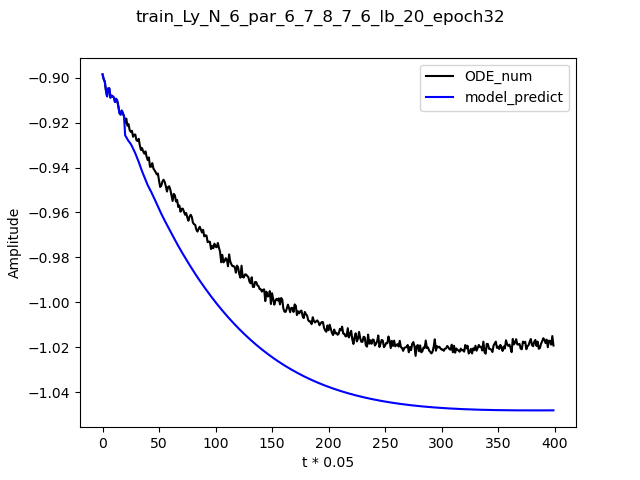 train_Ly_N_6_par_6_7_8_7_6_lb_20_epoch32
ODE_num
model_predict
−0.90
−0.92
−0.94
−0.96
−0.98
−1.00
−1.02
−1.04
Amplitude
0 50 100 150 200 250 300 350 400
t * 0.05